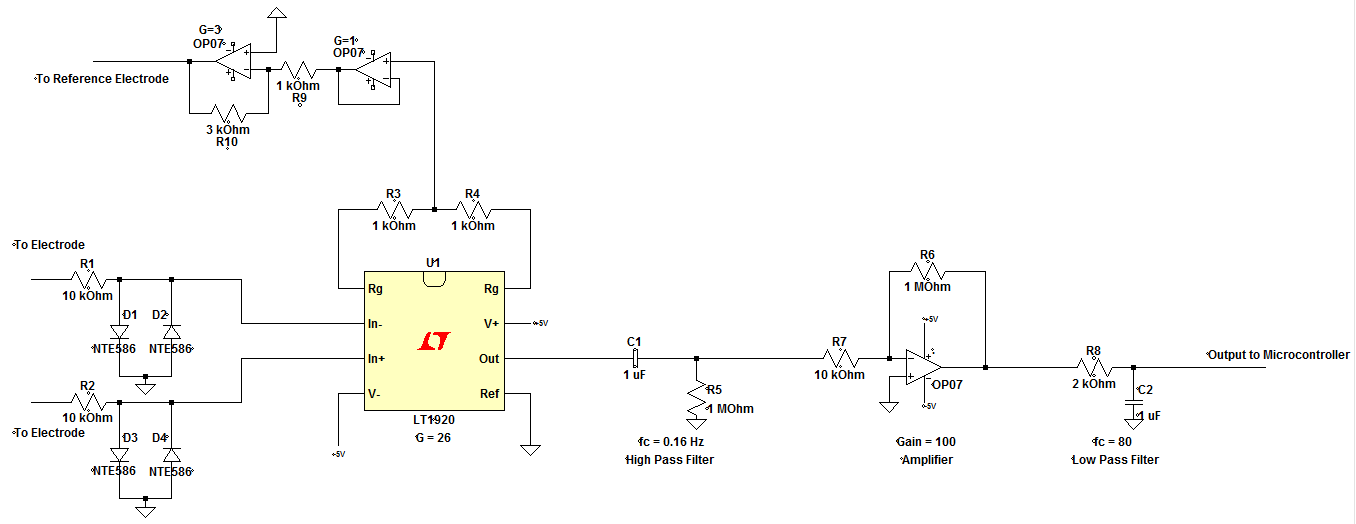 G=3
OP07
G=1
OP07
To Reference Electrode
1 kOhm
R9
3 kOhm
R10
R3
R4
1 kOhm
1 kOhm
To Electrode
R1
10 kOhm
D1
D2
NTE586
NTE586
R2
10 kOhm
To Electrode
D3
D4
NTE586
NTE586
U1
Rg
Rg
In-
V+
+5V
In+
Out
V-
Ref
-5V
LT1920
G = 26
C1
1 uF
R5
1 MOhm
fc = 0.16 Hz
High Pass Filter
R7
10 kOhm
R6
1 MOhm
+5V
OP07
-5V
Gain = 100
Amplifier
R8
2 kOhm
Output to Microcontroller
C2
1 uF
fc = 80
Low Pass Filter